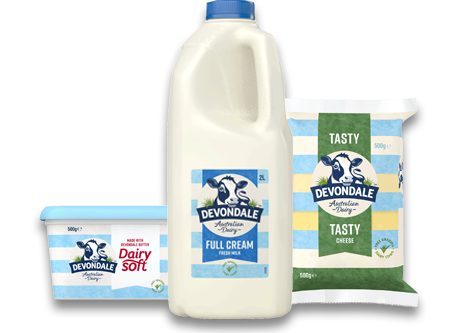 500g e
DEVONDALE
Australian
Dairy
MADE WITH
DEVONDALE BUTTER
Dairy
Soft
2L
DEVONDALE
Australian
Dairy
FULL CREAM
FRESH MILK
TASTY
500g e
DEVONDALE
Australian
Dairy
TASTY
CHEESE
500g e